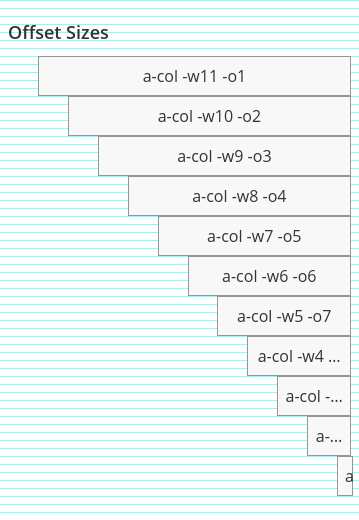 Offset Sizes
a-col -w11 -o1
a-col -w10 -o2
a-col -w9 -o3
a-col -w8 -o4
a-col -w7 -o5
a-col -w6 -o6
a-col -w5 -o7
a-col -w4 ...
a-col -...
a-...
a